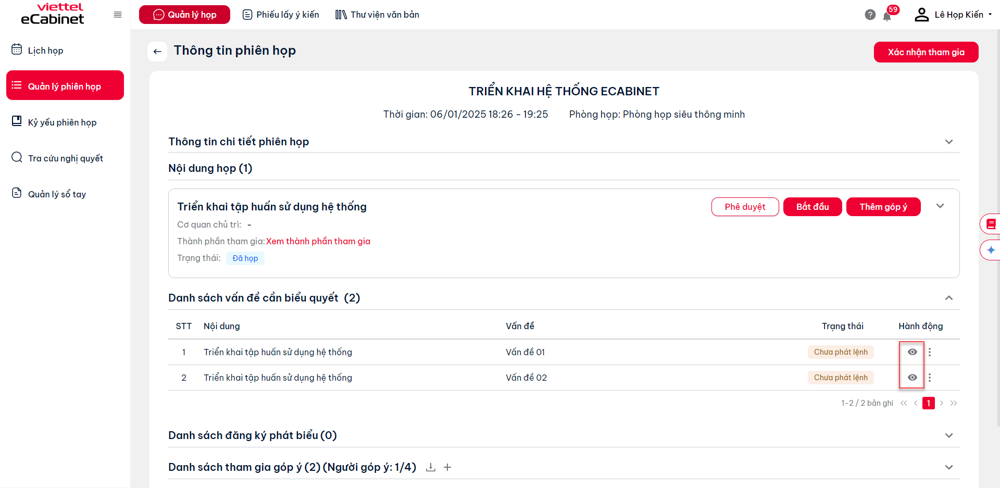 viettel
eCabinet
Quản lý họp
Phiếu lấy ý kiến
Thư viện văn bản
?
59
Lê Họp Kiến
Lịch họp
Quản lý phiên họp
Kỷ yếu phiên họp
Tra cứu nghị quyết
Quản lý sổ tay
Thông tin phiên họp
Xác nhận tham gia
TRIỂN KHAI HỆ THỐNG ECABINET
Thời gian: 06/01/2025 18:26 - 19:25 Phòng họp: Phòng họp siêu thông minh
Thông tin chi tiết phiên họp
Nội dung họp (1)
Triển khai tập huấn sử dụng hệ thống
Phê duyệt
Bắt đầu
Thêm góp ý
Cơ quan chủ trì: -
Thành phần tham gia: Xem thành phần tham gia
Trạng thái: Đã họp
Danh sách vấn đề cần biểu quyết (2)
STT Nội dung Vấn đề Trạng thái Hành động
1 Triển khai tập huấn sử dụng hệ thống Vấn đề 01 Chưa phát lệnh
2 Triển khai tập huấn sử dụng hệ thống Vấn đề 02 Chưa phát lệnh
1-2 / 2 bản ghi << < 1 > >>
Danh sách đăng ký phát biểu (0)
Danh sách tham gia góp ý (2) (Người góp ý: 1/4)